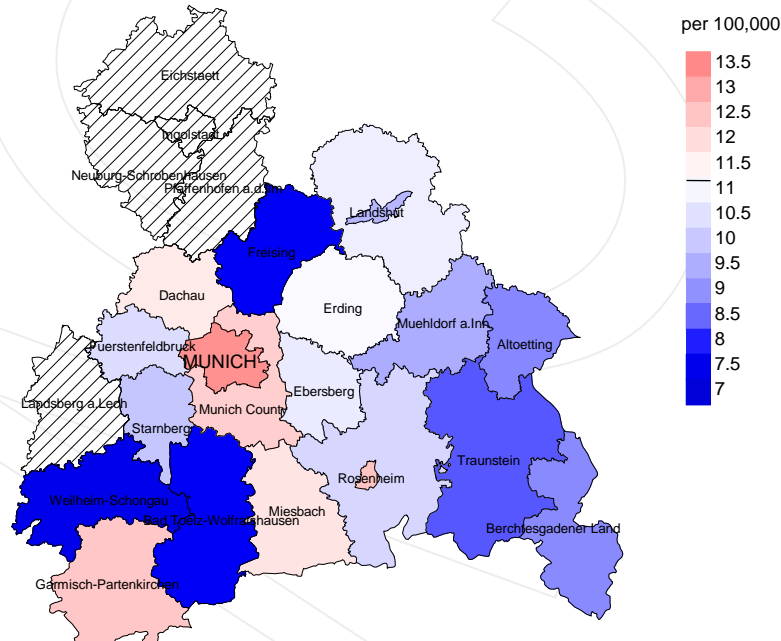 per 100,000
13.5
13
12.5
12
11.5
11
10.5
10
9.5
9
8.5
8
7.5
7
Eichstaett
Ingolstadt
Neuburg-Schrobenhausen
Pfaffenhofen a.d.Ilm
Landshut
Freising
Dachau
Erding
Muehldorf a.Inn
Altoetting
Fuerstenfeldbruck
MUNICH
Ebersberg
Landsberg a.Lech
Munich County
Starnberg
Traunstein
Rosenheim
Weilheim-Schongau
Miesbach
Bad Toelz-Wolfratshausen
Berchtesgadener Land
Garmisch-Partenkirchen